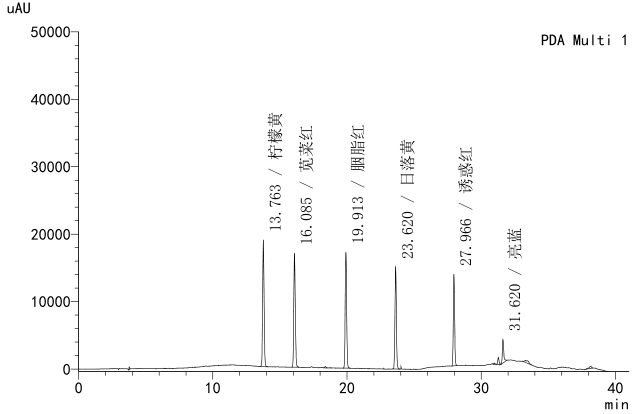 uAU
PDA Multi 1
50000
40000
30000
20000
10000
0
13.763 / 柠檬黄
16.085 / 苋菜红
19.913 / 胭脂红
23.620 / 日落黄
27.966 / 诱惑红
31.620 / 亮蓝
0 10 20 30 40
min